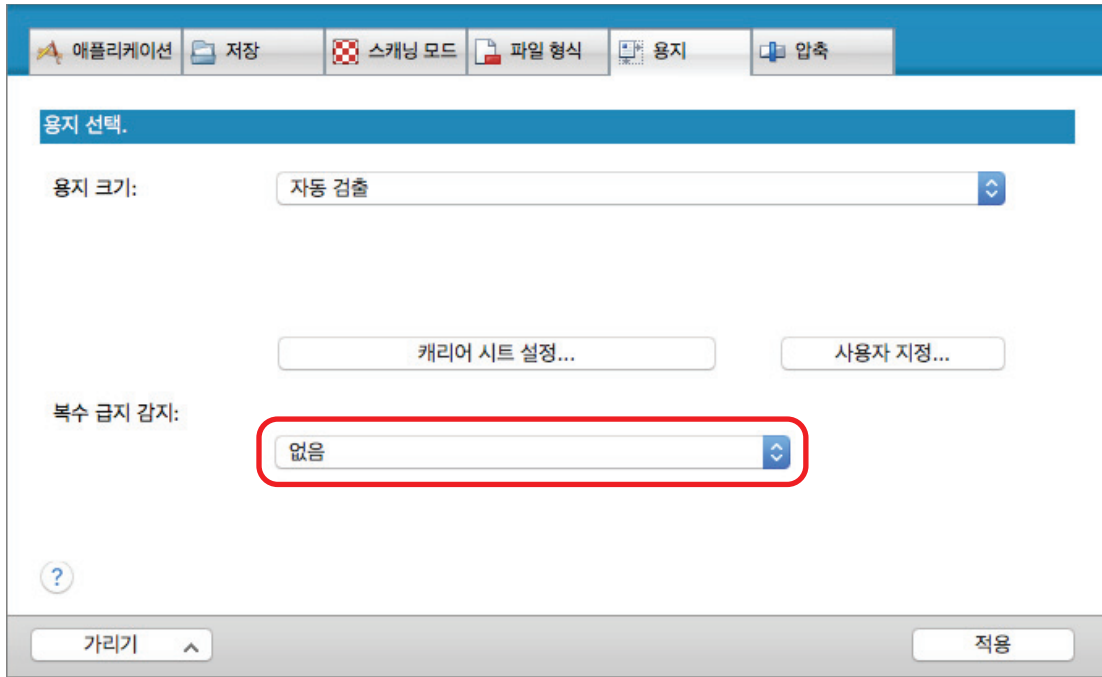 애플리케이션 저장 스캐닝 모드 파일 형식 용지 압축
용지 선택.
용지 크기: 자동 검출
캐리어 시트 설정... 사용자 지정...
복수 급지 감지:
없음
?
가리기 적용